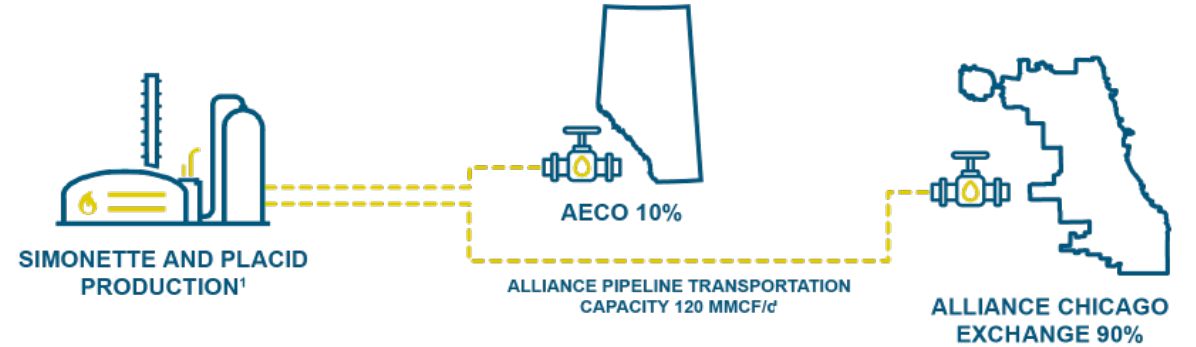 AECO 10%
SIMONETTE AND PLACID
PRODUCTION¹
ALLIANCE PIPELINE TRANSPORTATION
CAPACITY 120 MMCF/d
ALLIANCE CHICAGO
EXCHANGE 90%